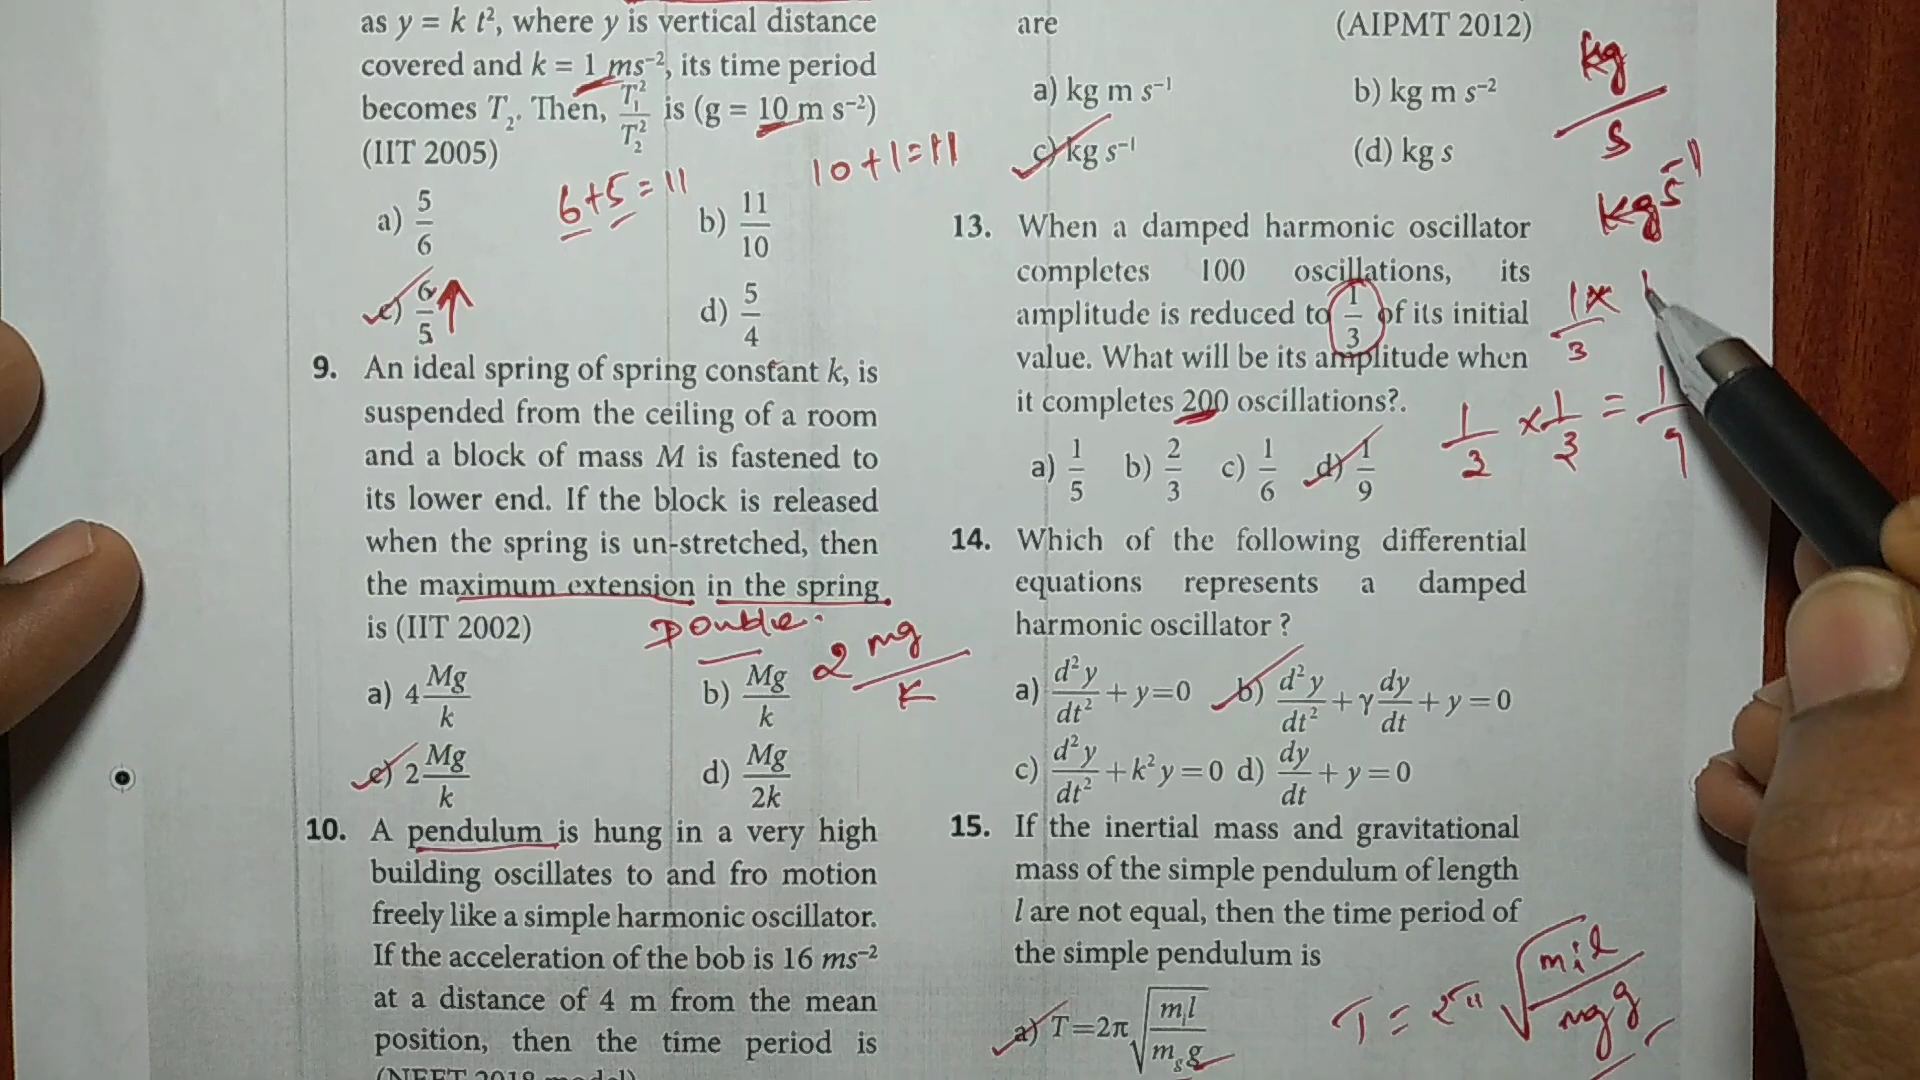 as y = k t², where y is vertical distance
covered and k = 1 ms⁻², its time period
becomes T₂. Then, T₁²/T₂² is (g = 10 m s⁻²)
(IIT 2005)
6+5=11
10+1=11
a) 5/6
b) 11/10
c) 6/5
d) 5/4
9. An ideal spring of spring constant k, is
suspended from the ceiling of a room
and a block of mass M is fastened to
its lower end. If the block is released
when the spring is un-stretched, then
the maximum extension in the spring
is (IIT 2002)
Double.
2 mg/K
a) 4 Mg/k
b) Mg/k
c) 2 Mg/k
d) Mg/2k
10. A pendulum is hung in a very high
building oscillates to and fro motion
freely like a simple harmonic oscillator.
If the acceleration of the bob is 16 ms⁻²
at a distance of 4 m from the mean
position, then the time period is
(NEET 2018 model)
are (AIPMT 2012)
a) kg m s⁻¹
b) kg m s⁻²
c) kg s⁻¹
(d) kg s
kg/s
kg s⁻¹
13. When a damped harmonic oscillator
completes 100 oscillations, its
amplitude is reduced to 1/3 of its initial
value. What will be its amplitude when
it completes 200 oscillations?.
1/3 ×
1/3 × 1/3 = 1/9
a) 1/5 b) 2/3 c) 1/6 d) 1/9
14. Which of the following differential
equations represents a damped
harmonic oscillator ?
a) d²y/dt² + y=0 b) d²y/dt² + γ dy/dt + y=0
c) d²y/dt² + k²y=0 d) dy/dt + y=0
15. If the inertial mass and gravitational
mass of the simple pendulum of length
l are not equal, then the time period of
the simple pendulum is
a) T=2π√(mᵢl/m_g g)
T = 2π √(mᵢl/m_g g)